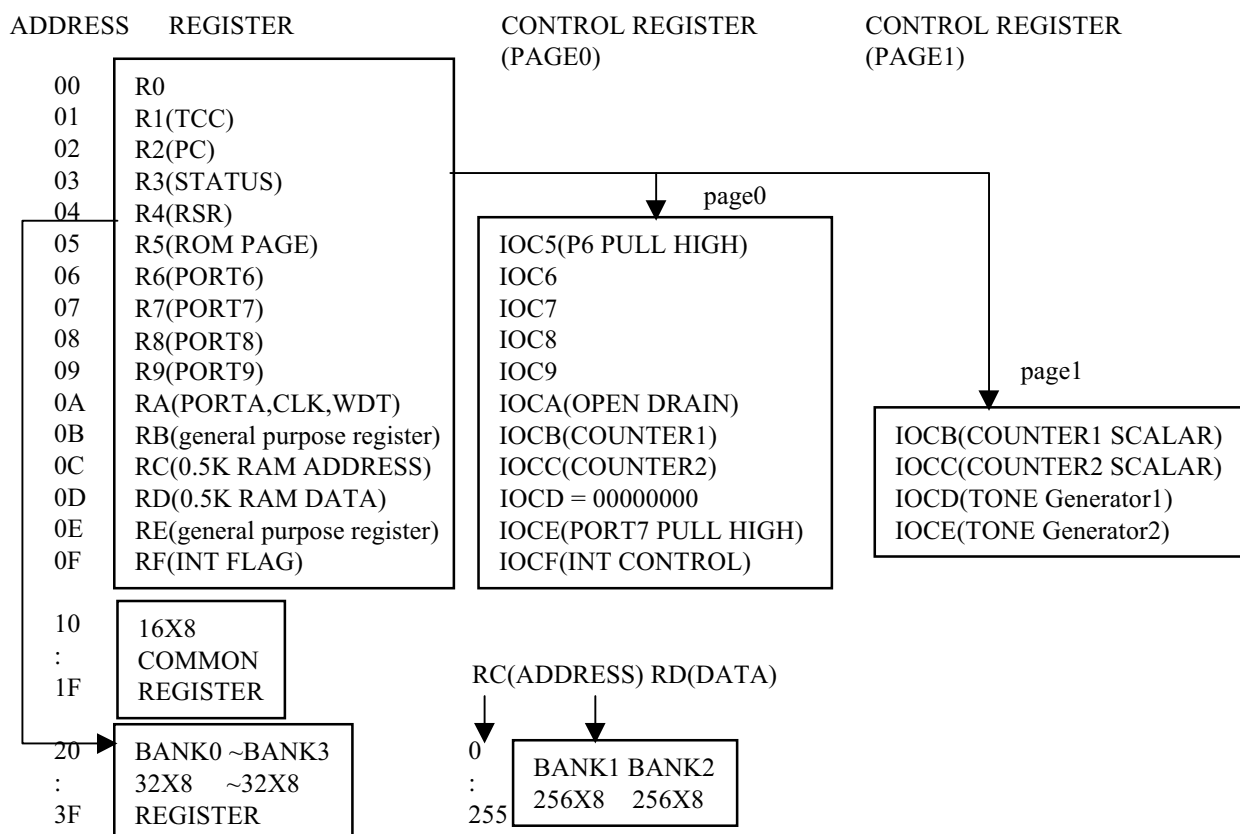 ADDRESS REGISTER CONTROL REGISTER CONTROL REGISTER
(PAGE0) (PAGE1)
00 R0
01 R1(TCC)
02 R2(PC)
03 R3(STATUS)
page0
04 R4(RSR)
05 R5(ROM PAGE) IOC5(P6 PULL HIGH)
06 R6(PORT6) IOC6
07 R7(PORT7) IOC7
08 R8(PORT8) IOC8
09 R9(PORT9) IOC9 page1
0A RA(PORTA,CLK,WDT) IOCA(OPEN DRAIN)
0B RB(general purpose register) IOCB(COUNTER1) IOCB(COUNTER1 SCALAR)
0C RC(0.5K RAM ADDRESS) IOCC(COUNTER2) IOCC(COUNTER2 SCALAR)
0D RD(0.5K RAM DATA) IOCD = 00000000 IOCD(TONE Generator1)
0E RE(general purpose register) IOCE(PORT7 PULL HIGH) IOCE(TONE Generator2)
0F RF(INT FLAG) IOCF(INT CONTROL)
10 16X8
: COMMON
1F REGISTER
RC(ADDRESS) RD(DATA)
20 BANK0 ~BANK3 0 BANK1 BANK2
: 32X8 ~32X8 : 256X8 256X8
3F REGISTER 255